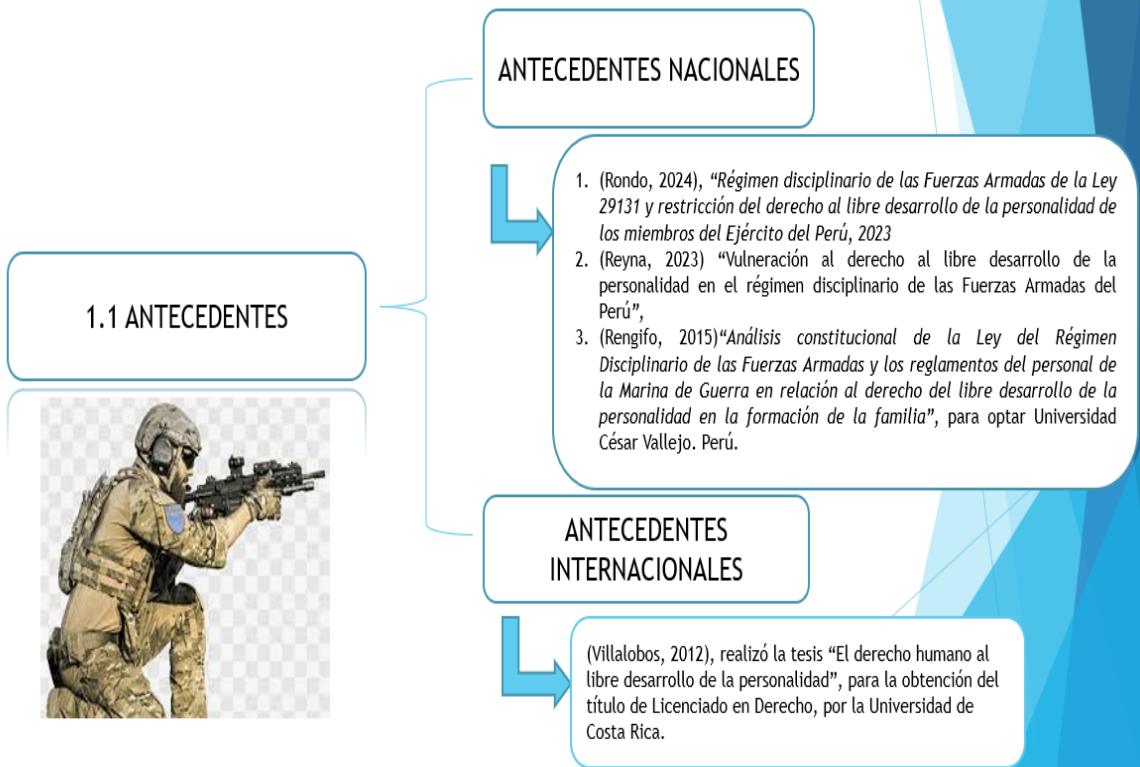 ANTECEDENTES NACIONALES
1. (Rondo, 2024), “Régimen disciplinario de las Fuerzas Armadas de la Ley
29131 y restricción del derecho al libre desarrollo de la personalidad de
los miembros del Ejército del Perú, 2023
2. (Reyna, 2023) “Vulneración al derecho al libre desarrollo de la
personalidad en el régimen disciplinario de las Fuerzas Armadas del
Perú”,
3. (Rengifo, 2015)“Análisis constitucional de la Ley del Régimen
Disciplinario de las Fuerzas Armadas y los reglamentos del personal de
la Marina de Guerra en relación al derecho del libre desarrollo de la
personalidad en la formación de la familia”, para optar Universidad
César Vallejo. Perú.
1.1 ANTECEDENTES
ANTECEDENTES
INTERNACIONALES
(Villalobos, 2012), realizó la tesis “El derecho humano al
libre desarrollo de la personalidad”, para la obtención del
título de Licenciado en Derecho, por la Universidad de
Costa Rica.